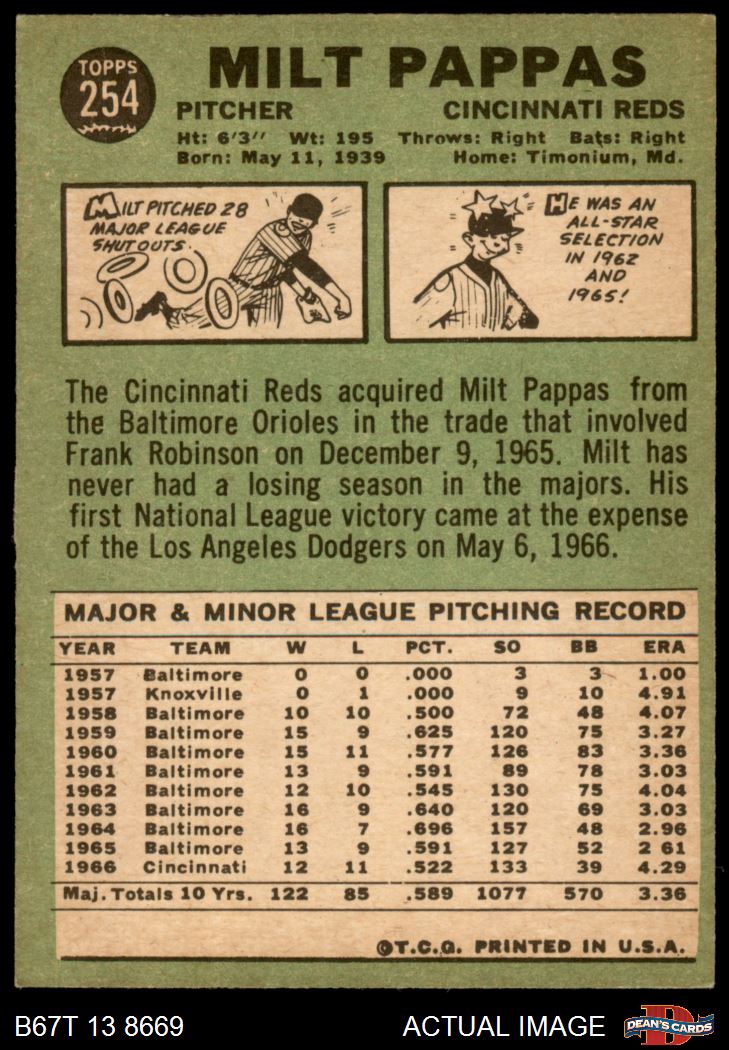 TOPPS
254
MILT PAPPAS
PITCHER CINCINNATI REDS
Ht: 6'3" Wt: 195 Throws: Right Bats: Right
Born: May 11, 1939 Home: Timonium, Md.
MILT PITCHED 28
MAJOR LEAGUE
SHUTOUTS.
HE WAS AN
ALL-STAR
SELECTION
IN 1962
AND
1965!
The Cincinnati Reds acquired Milt Pappas from
the Baltimore Orioles in the trade that involved
Frank Robinson on December 9, 1965. Milt has
never had a losing season in the majors. His
first National League victory came at the expense
of the Los Angeles Dodgers on May 6, 1966.
MAJOR & MINOR LEAGUE PITCHING RECORD
YEAR TEAM W L PCT. SO BB ERA
1957 Baltimore 0 0 .000 3 3 1.00
1957 Knoxville 0 1 .000 9 10 4.91
1958 Baltimore 10 10 .500 72 48 4.07
1959 Baltimore 15 9 .625 120 75 3.27
1960 Baltimore 15 11 .577 126 83 3.36
1961 Baltimore 13 9 .591 89 78 3.03
1962 Baltimore 12 10 .545 130 75 4.04
1963 Baltimore 16 9 .640 120 69 3.03
1964 Baltimore 16 7 .696 157 48 2.96
1965 Baltimore 13 9 .591 127 52 2 61
1966 Cincinnati 12 11 .522 133 39 4.29
Maj. Totals 10 Yrs. 122 85 .589 1077 570 3.36
©T.C.G. PRINTED IN U.S.A.
B67T 13 8669 ACTUAL IMAGE
DEAN'S CARDS